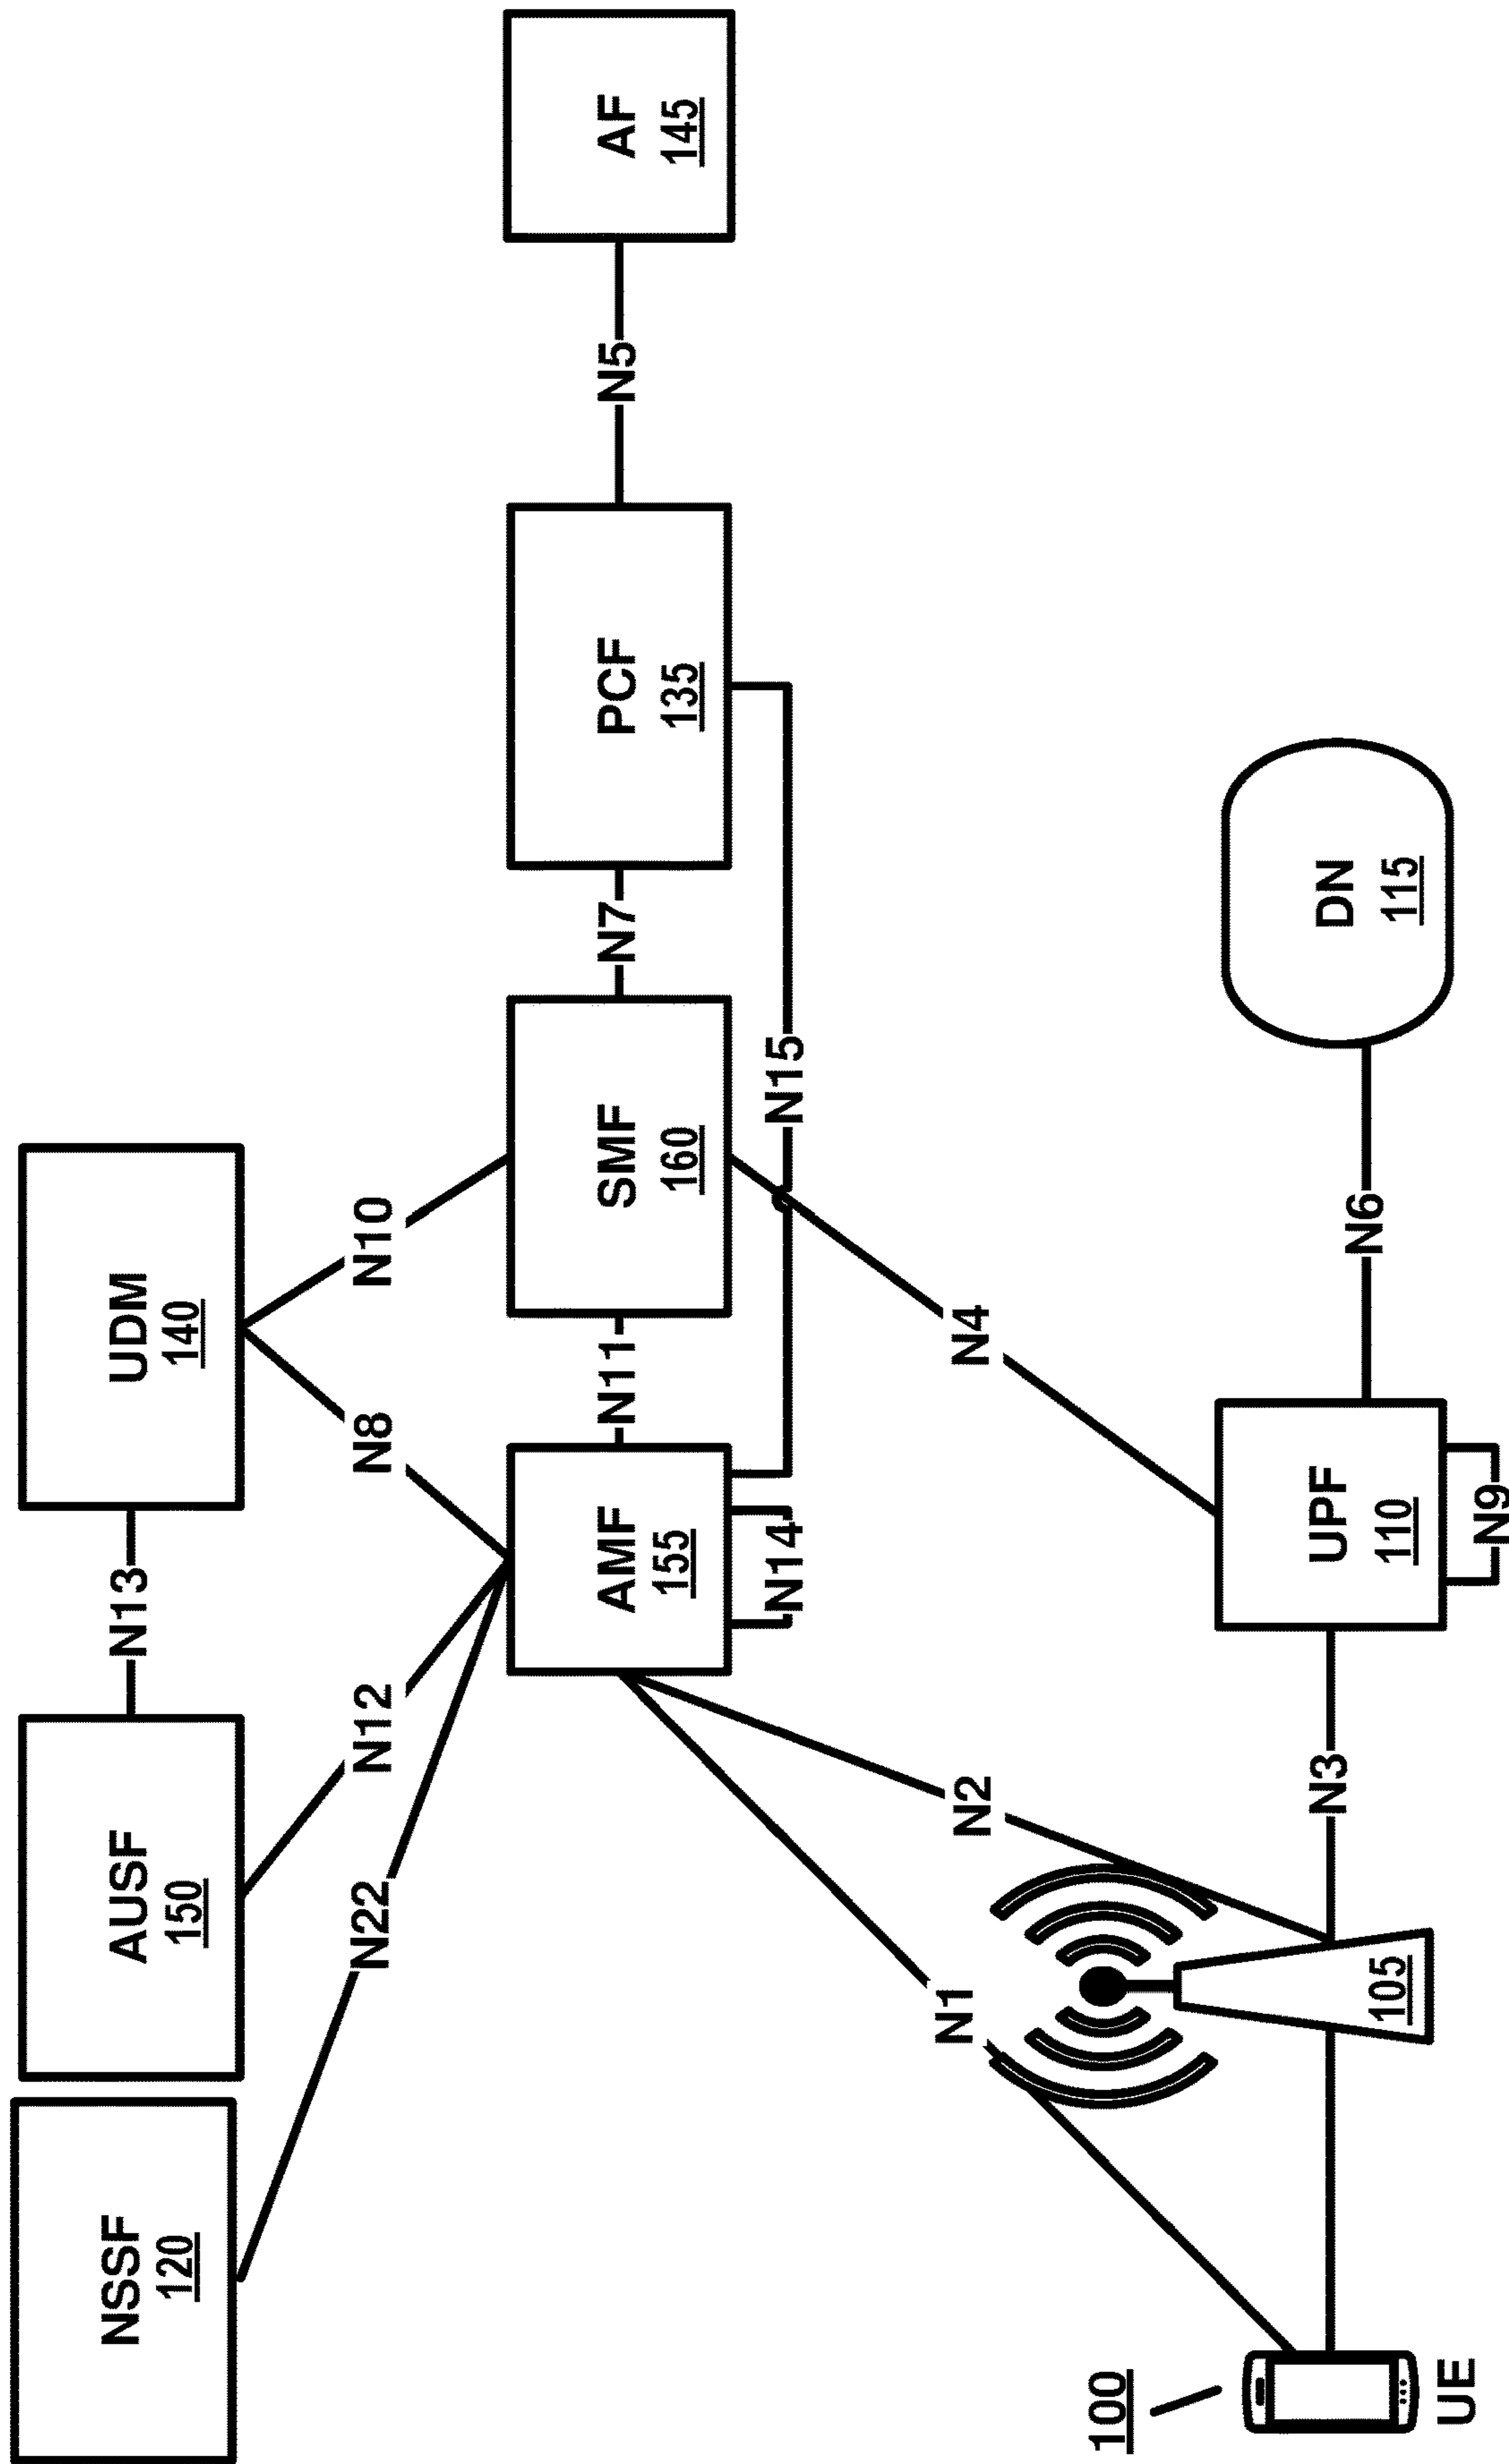 NSSF
120
AUSF
150
N13
UDM
140
N22
N12
N8
N10
AMF
155
N11
SMF
160
N7
PCF
135
N5
AF
145
N14
N15
N1
N2
N4
100
UE
105
N3
UPF
110
N9
N6
DN
115